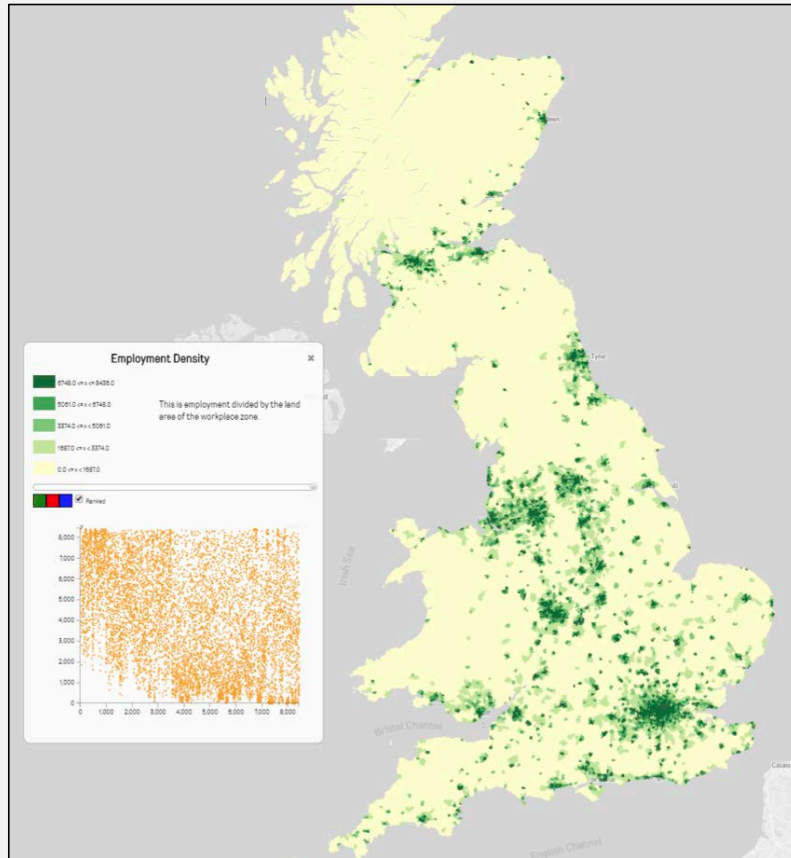 Employment Density
6748.0 <= x <= 8435.0
5061.0 <= x < 6748.0
3374.0 <= x < 5061.0
1687.0 <= x < 3374.0
0.0 <= x < 1687.0
This is employment divided by the land
area of the workplace zone.
Ranked
8,000
7,000
6,000
5,000
4,000
3,000
2,000
1,000
0
0 1,000 2,000 3,000 4,000 5,000 6,000 7,000 8,000
Tyne
Irish Sea
Bristol Channel
English Channel
Calais